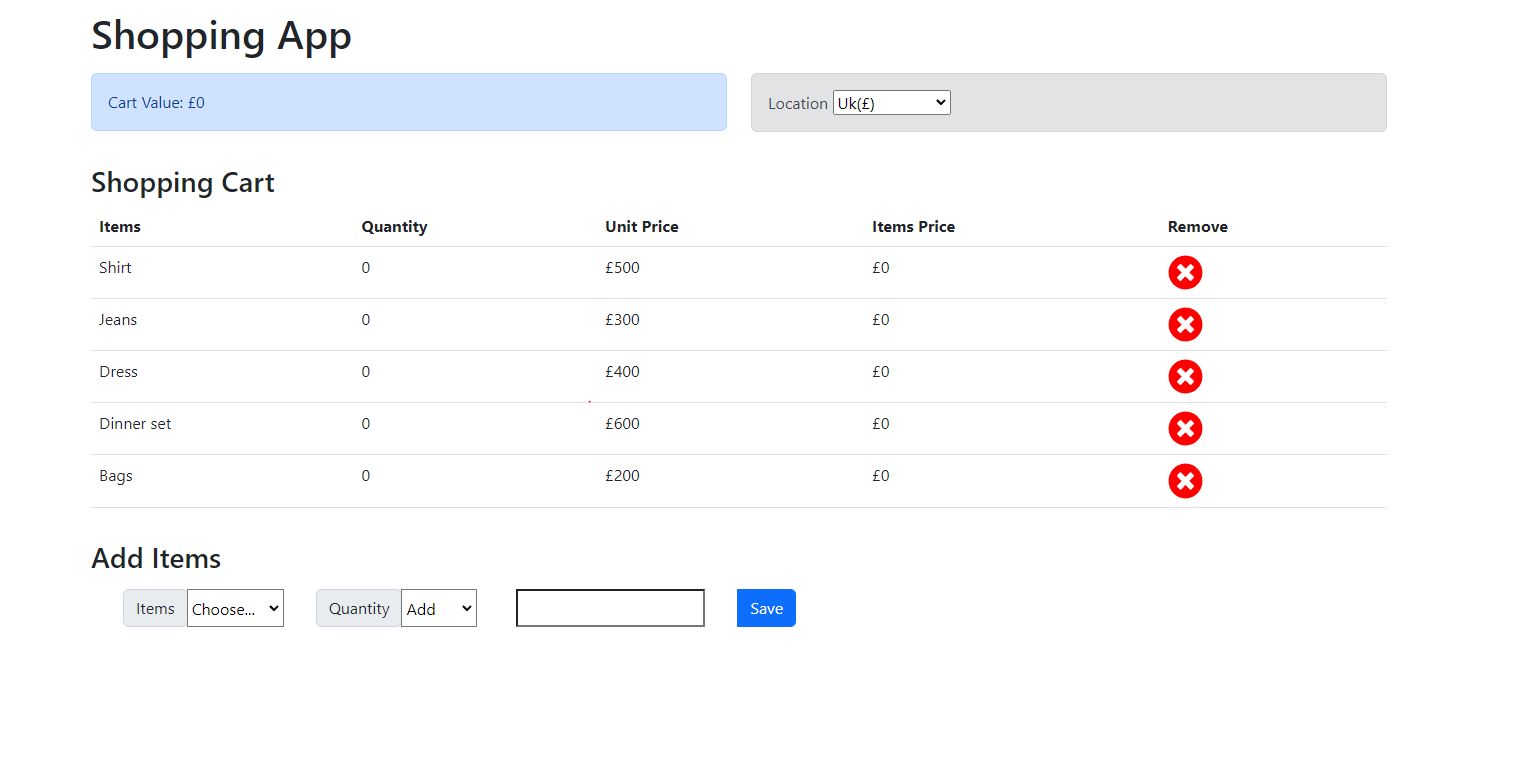 Shopping App
Cart Value: £0
Location Uk(£)
Shopping Cart
Items Quantity Unit Price Items Price Remove
Shirt 0 £500 £0
Jeans 0 £300 £0
Dress 0 £400 £0
Dinner set 0 £600 £0
Bags 0 £200 £0
Add Items
Items Choose... Quantity Add Save